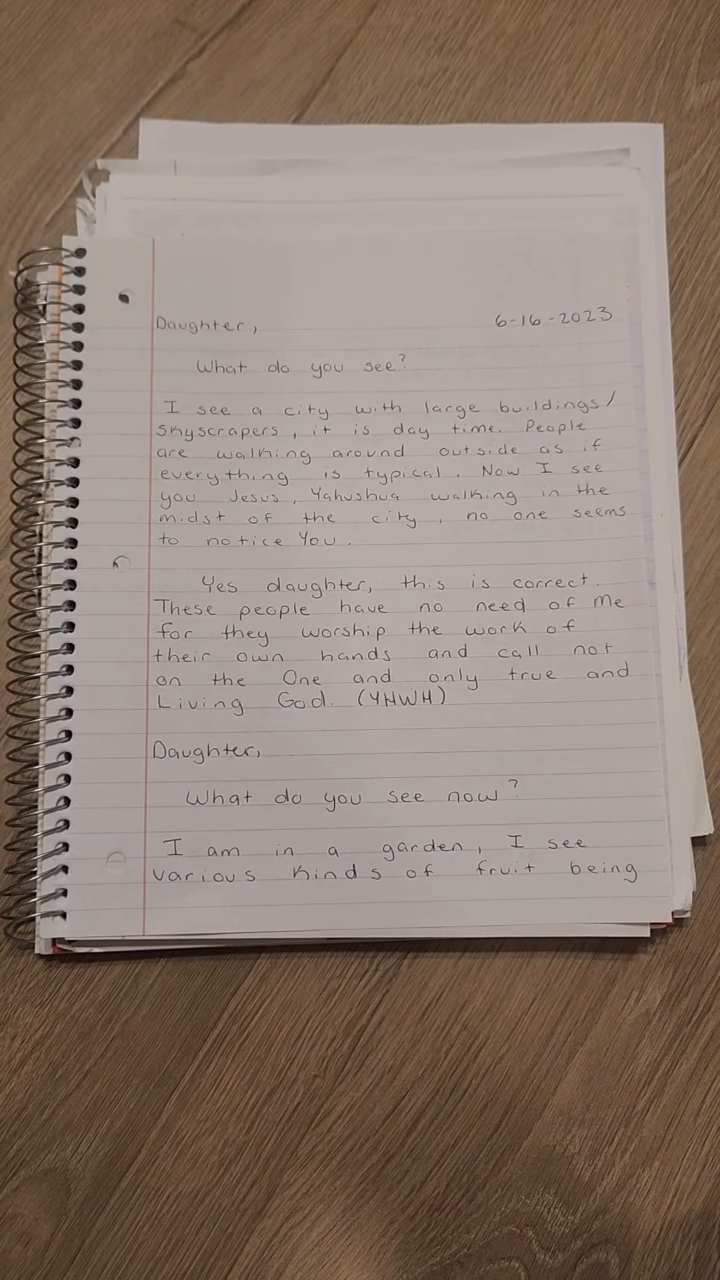 Daughter, 6-16-2023
What do you see?
I see a city with large buildings/
skyscrapers, it is day time. People
are walking around outside as if
everything is typical. Now I see
you Jesus, Yahushua walking in the
midst of the city, no one seems
to notice You.
Yes daughter, this is correct.
These people have no need of Me
for they worship the work of
their own hands and call not
on the One and only true and
Living God. (YHWH)
Daughter,
What do you see now?
I am in a garden, I see
various kinds of fruit being